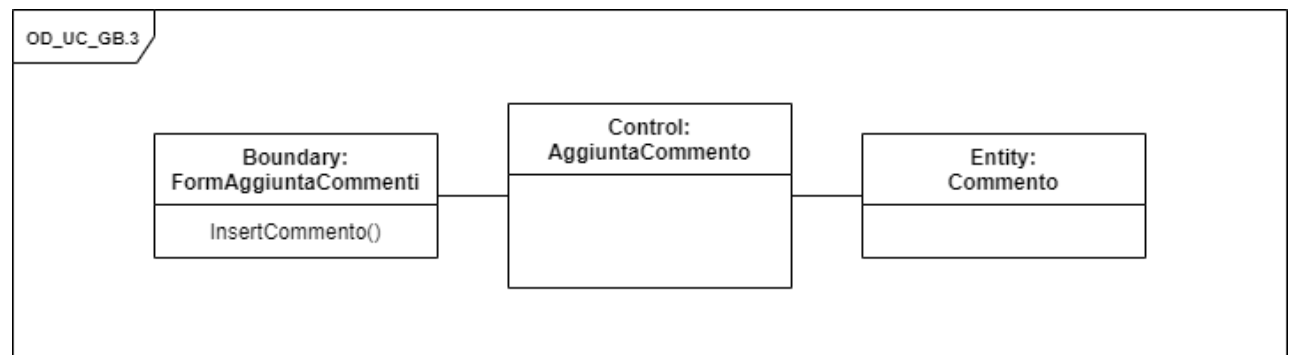 OD_UC_GB.3
Boundary:
FormAggiuntaCommenti
InsertCommento()
Control:
AggiuntaCommento
Entity:
Commento